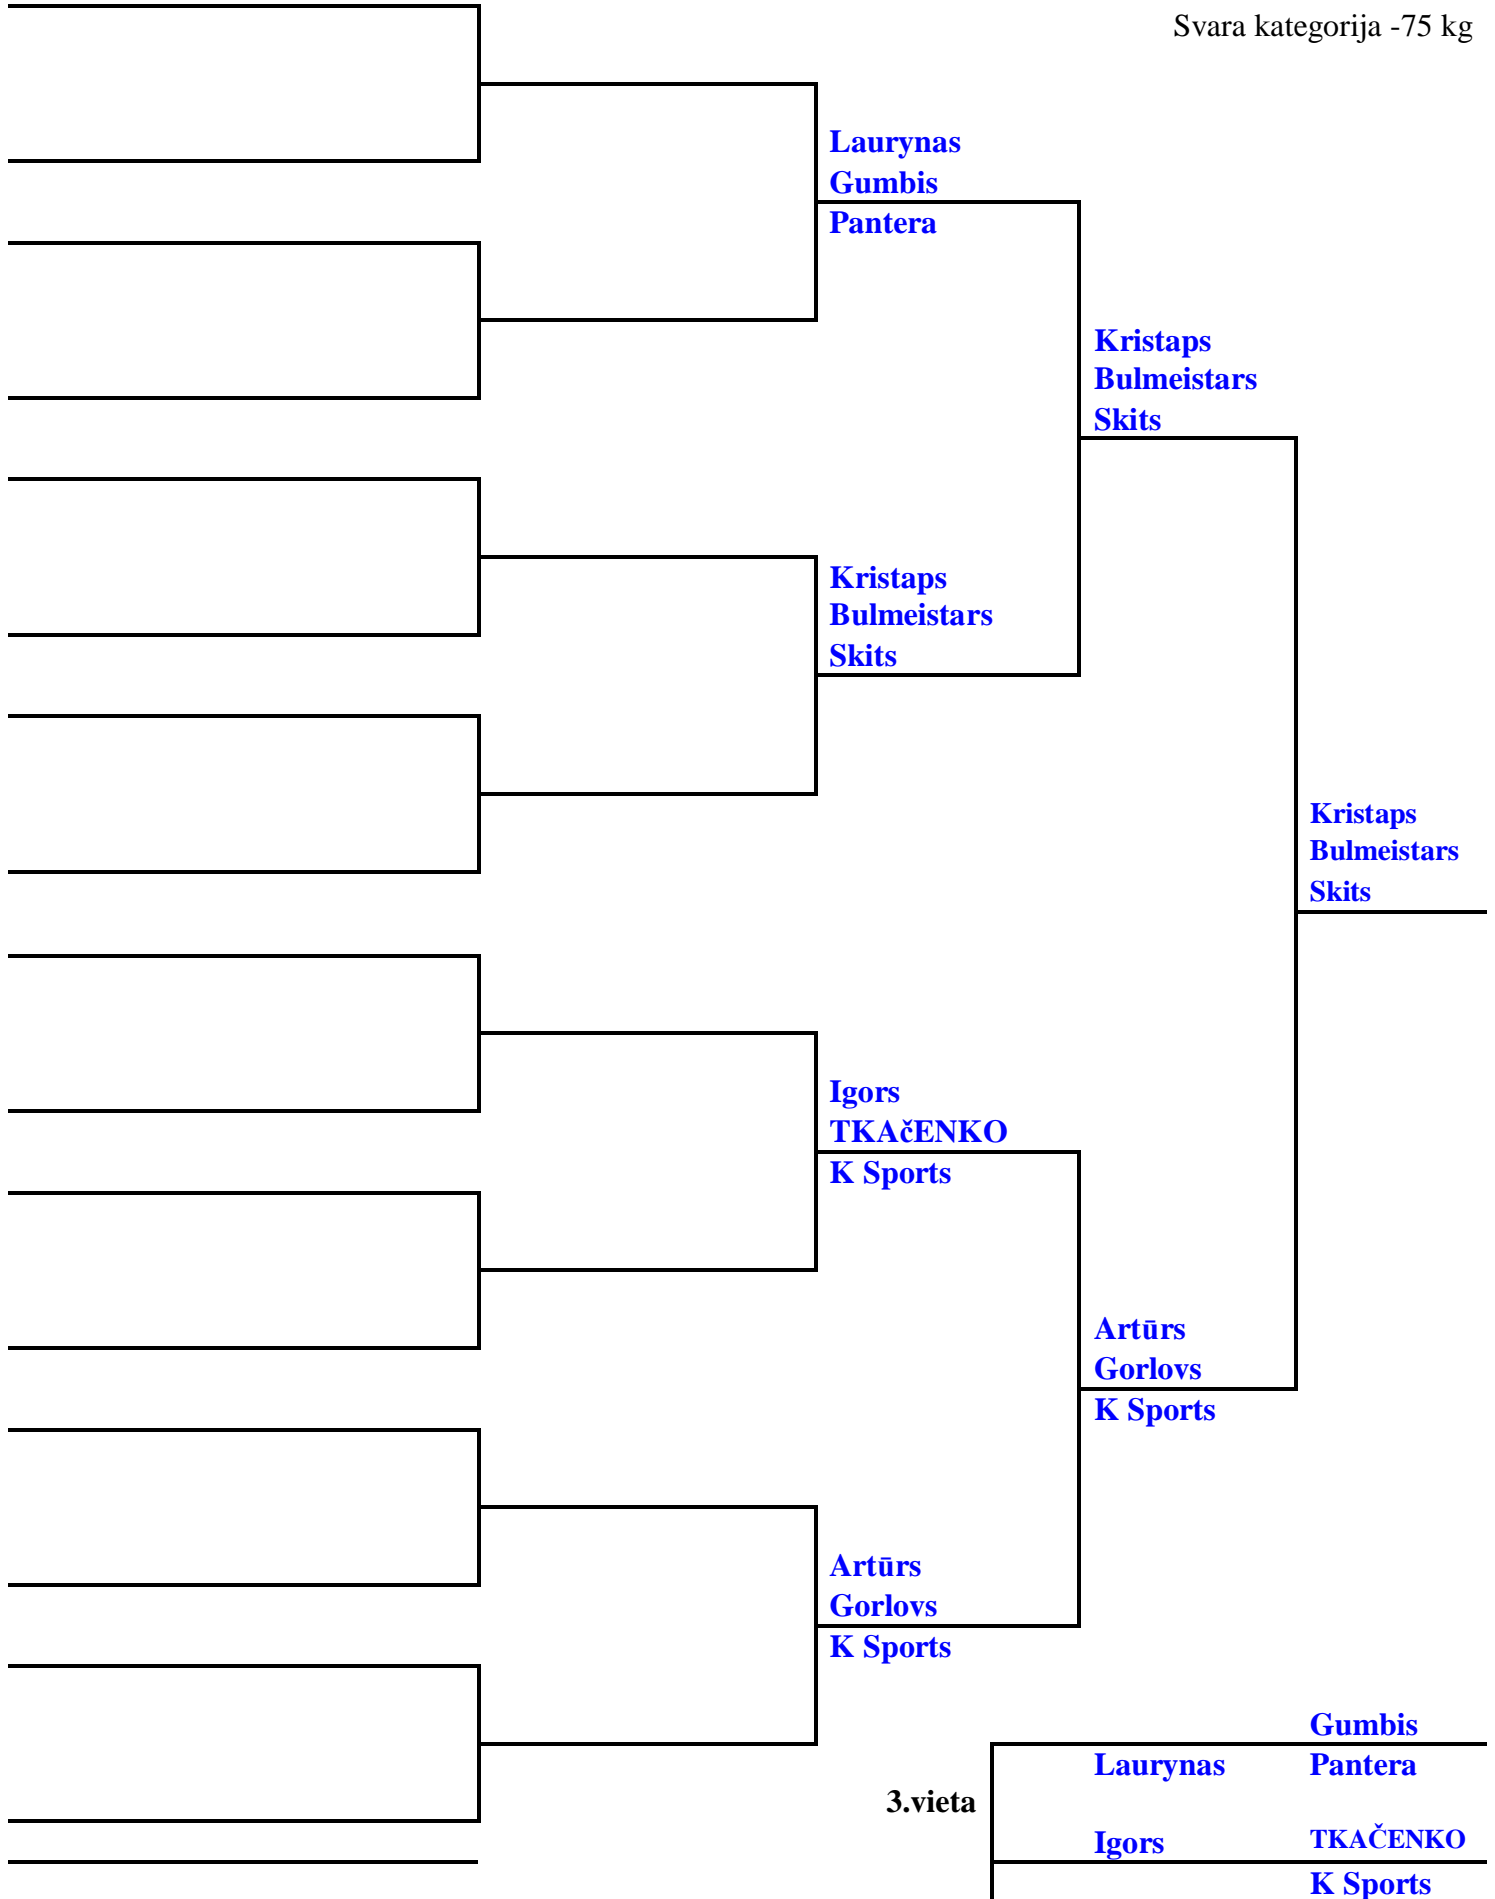 Svara kategorija -75 kg
Laurynas
Gumbis
Pantera
Kristaps
Bulmeistars
Skits
Kristaps
Bulmeistars
Skits
Kristaps
Bulmeistars
Skits
Igors
TKAčENKO
K Sports
Artūrs
Gorlovs
K Sports
Artūrs
Gorlovs
K Sports
Gumbis
Laurynas Pantera
3.vieta
Igors TKAČENKO
K Sports